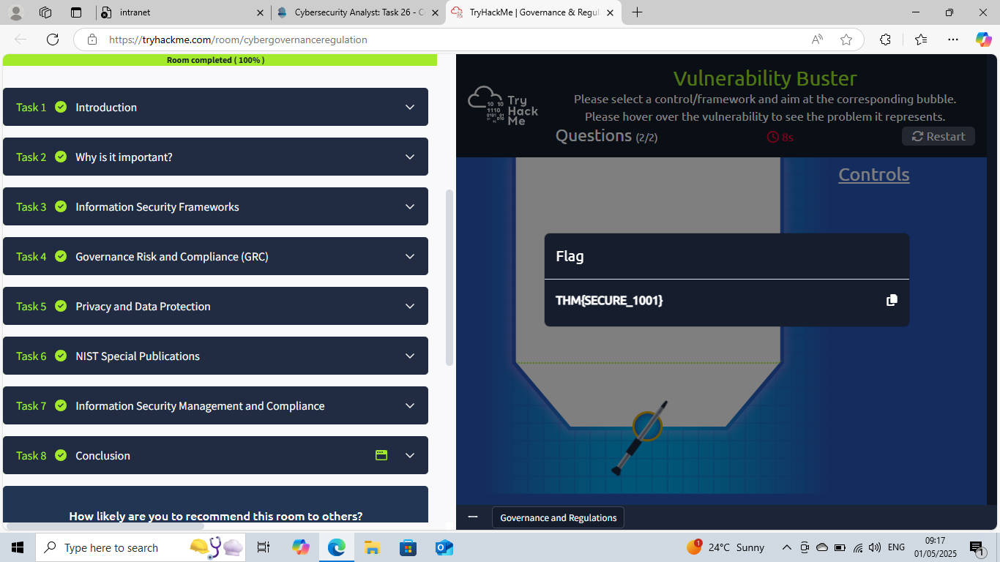 intranet
Cybersecurity Analyst: Task 26 - C
TryHackMe | Governance & Regul
https://tryhackme.com/room/cybergovernanceregulation
Room completed ( 100% )
Task 1 Introduction
Task 2 Why is it important?
Task 3 Information Security Frameworks
Task 4 Governance Risk and Compliance (GRC)
Task 5 Privacy and Data Protection
Task 6 NIST Special Publications
Task 7 Information Security Management and Compliance
Task 8 Conclusion
How likely are you to recommend this room to others?
Try
Hack
Me
Vulnerability Buster
Please select a control/framework and aim at the corresponding bubble.
Please hover over the vulnerability to see the problem it represents.
Questions (2/2)
8s
Restart
Controls
Flag
THM{SECURE_1001}
Governance and Regulations
Type here to search
1
24°C Sunny
ENG
09:17
01/05/2025
1